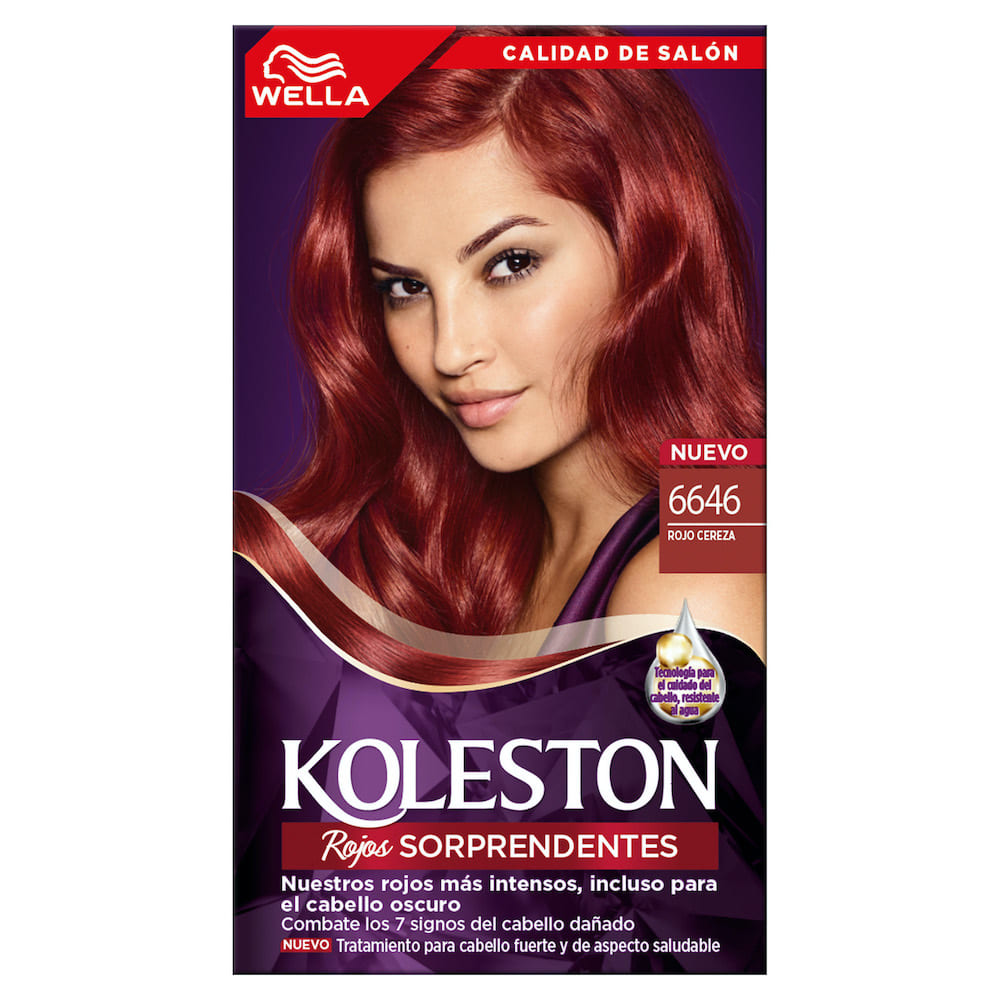 WELLA
CALIDAD DE SALÓN
NUEVO
6646
ROJO CEREZA
Tecnología para
el cuidado del
cabello, resistente
al agua
KOLESTON
Rojos SORPRENDENTES
Nuestros rojos más intensos, incluso para
el cabello oscuro
Combate los 7 signos del cabello dañado
NUEVO Tratamiento para cabello fuerte y de aspecto saludable